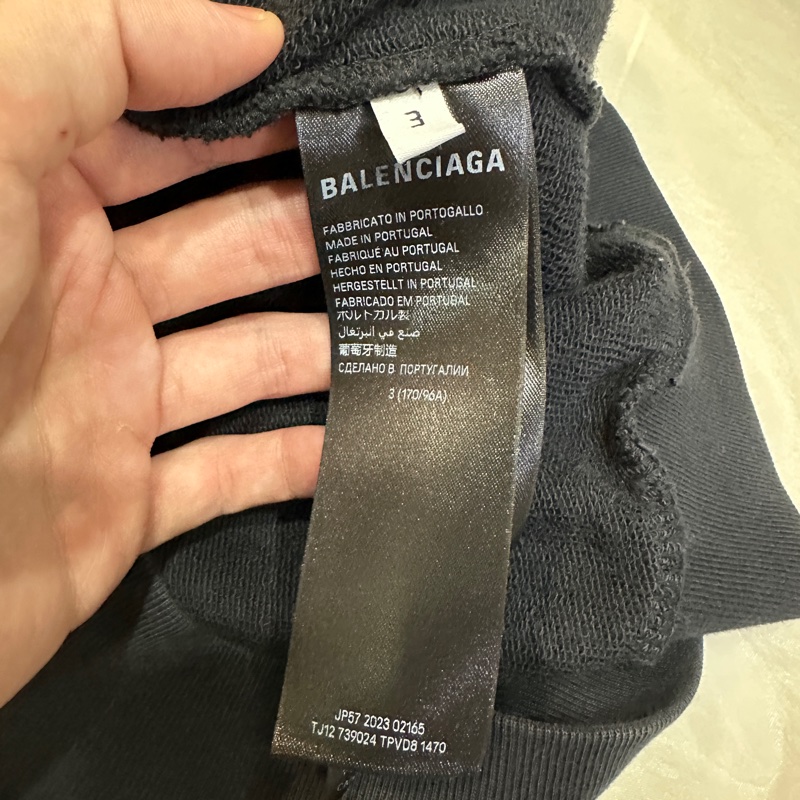 3
BALENCIAGA
FABBRICATO IN PORTOGALLO
MADE IN PORTUGAL
FABRIQUÉ AU PORTUGAL
HECHO EN PORTUGAL
HERGESTELLT IN PORTUGAL
FABRICADO EM PORTUGAL
ポルトガル製
صنع في البرتغال
葡萄牙制造
СДЕЛАНО В ПОРТУГАЛИИ
3 (170/96A)
JP57 2023 02165
TJ12 739024 TPVD8 1470